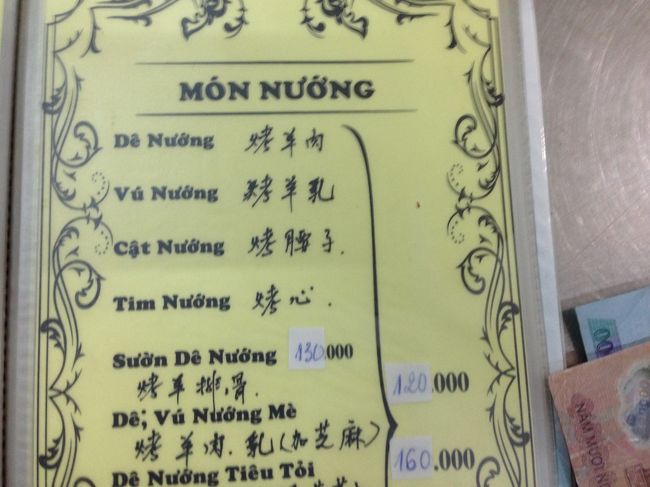 MÓN NƯỚNG
Dê Nướng 烤羊肉
Vú Nướng 烤羊乳
Cật Nướng 烤腰子.
Tim Nướng 烤心.
Sườn Dê Nướng 130.000
烤羊排骨.
120.000
Dê, Vú Nướng Mè
烤羊肉.乳(加芝麻)
160.000
Dê Nướng Tiêu Tỏi
NĂM MƯƠI